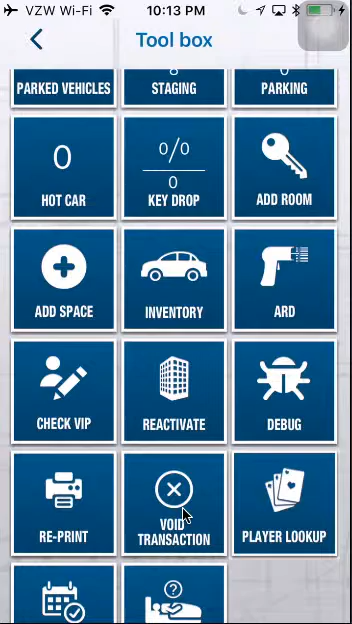 VZW Wi-Fi 10:13 PM
Tool box
PARKED VEHICLES
STAGING
PARKING
0
HOT CAR
0/0
0
KEY DROP
ADD ROOM
ADD SPACE
INVENTORY
ARD
CHECK VIP
REACTIVATE
DEBUG
RE-PRINT
VOID
TRANSACTION
PLAYER LOOKUP
?